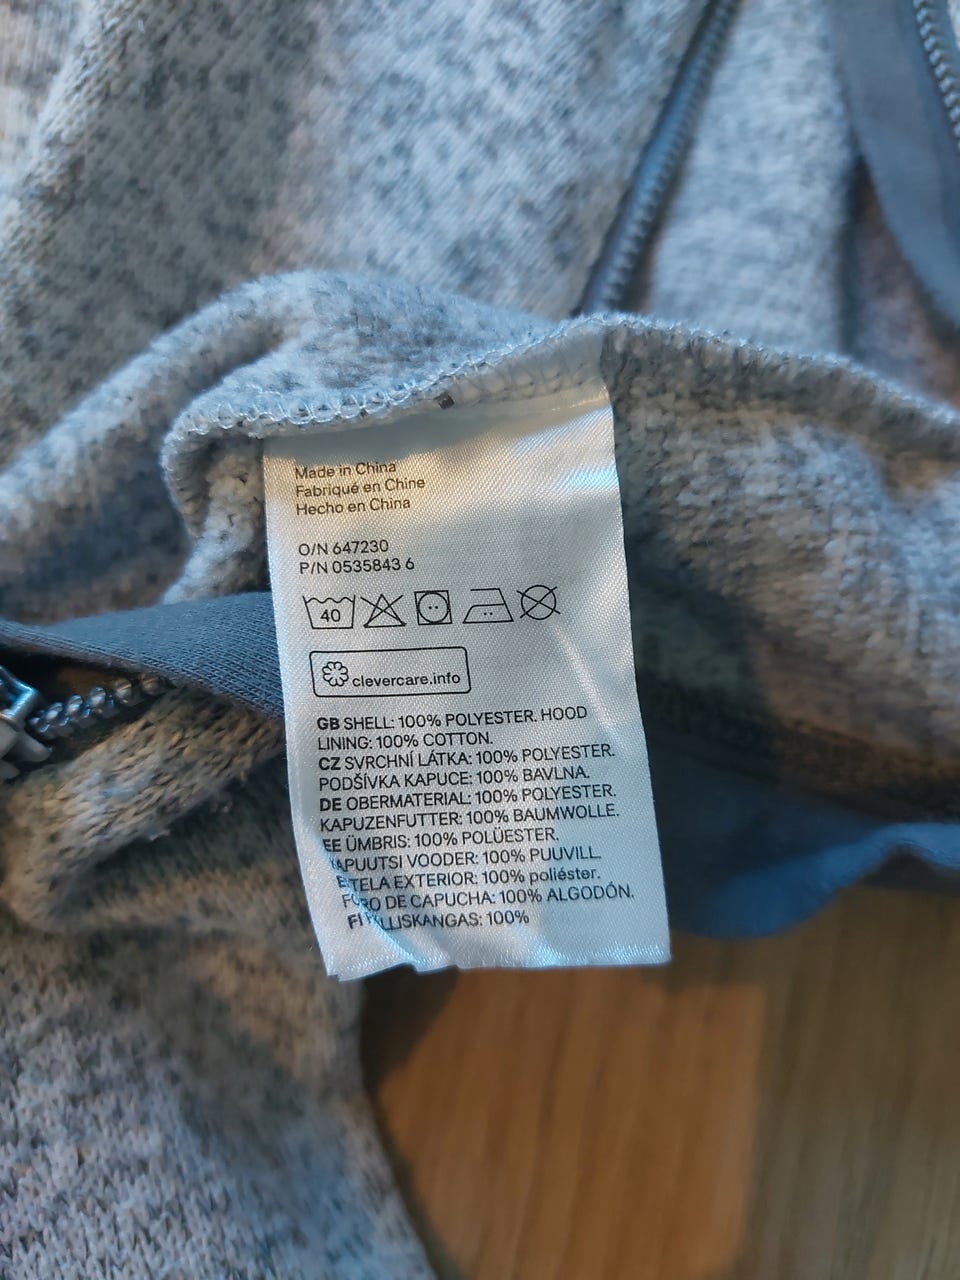 Made in China
Fabriqué en Chine
Hecho en China
O/N 647230
P/N 0535843 6
40
clevercare.info
GB SHELL: 100% POLYESTER. HOOD
LINING: 100% COTTON.
CZ SVRCHNÍ LÁTKA: 100% POLYESTER.
PODŠÍVKA KAPUCE: 100% BAVLNA.
DE OBERMATERIAL: 100% POLYESTER.
KAPUZENFUTTER: 100% BAUMWOLLE.
EE ÜMBRIS: 100% POLÜESTER.
KAPUUTSI VOODER: 100% PUUVILL.
TELA EXTERIOR: 100% poliéster.
FORRO DE CAPUCHA: 100% ALGODÓN.
FI 100%